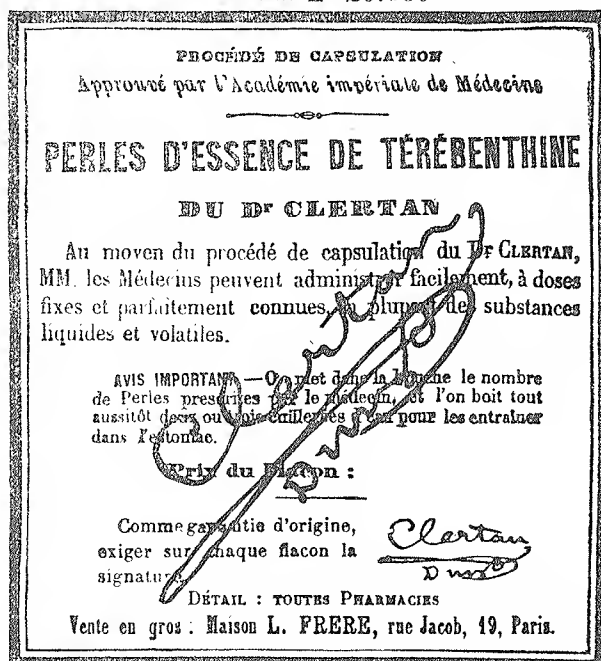 PROCÉDÉ DE CAPSULATION
Approuvé par l'Académie impériale de Médecine
PERLES D'ESSENCE DE TÉRÉBENTHINE
DU Dr CLERTAN
Au moyen du procédé de capsulation du Dr CLERTAN,
MM. les Médecins peuvent administrer facilement, à doses
fixes et parfaitement connues, la plupart des substances
liquides et volatiles.
AVIS IMPORTANT. — On met dans la bouche le nombre
de Perles prescrites par le médecin, et l'on boit tout
aussitôt deux ou trois cuillerées d'eau pour les entraîner
dans l'estomac.
Prix du Flacon :
Comme garantie d'origine,
exiger sur chaque flacon la
signature
Clertan
Clertan
DÉTAIL : TOUTES PHARMACIES
Vente en gros : Maison L. FRERE, rue Jacob, 19, Paris.